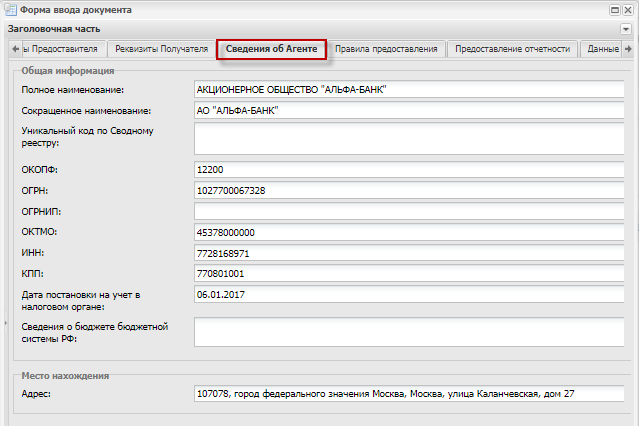 Форма ввода документа
Заголовочная часть
ы Предоставителя Реквизиты Получателя Сведения об Агенте Правила предоставления Предоставление отчетности Данные
Общая информация
Полное наименование: АКЦИОНЕРНОЕ ОБЩЕСТВО "АЛЬФА-БАНК"
Сокращенное наименование: АО "АЛЬФА-БАНК"
Уникальный код по Сводному
реестру:
ОКОПФ: 12200
ОГРН: 1027700067328
ОГРНИП:
ОКТМО: 45378000000
ИНН: 7728168971
КПП: 770801001
Дата постановки на учет в
налоговом органе: 06.01.2017
Сведения о бюджете бюджетной
системы РФ:
Место нахождения
Адрес: 107078, город федерального значения Москва, Москва, улица Каланчевская, дом 27